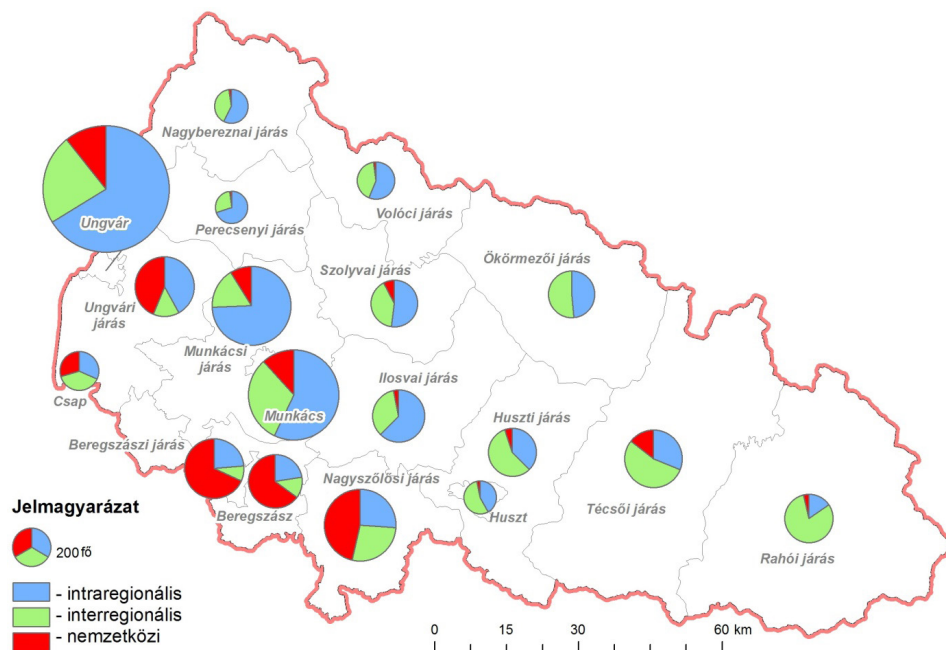 Nagybereznai járás
Ungvár
Perecsenyi járás
Volóci járás
Ökörmezői járás
Szolyvai járás
Ungvári
járás
Munkácsi
járás
Csap
Munkács
Ilosvai járás
Beregszászi járás
Huszti járás
Nagyszőlősi járás
Beregszász
Huszt
Técsői járás
Rahói járás
Jelmagyarázat
200 fő
- intraregionális
- interregionális
- nemzetközi
0 15 30 60 km